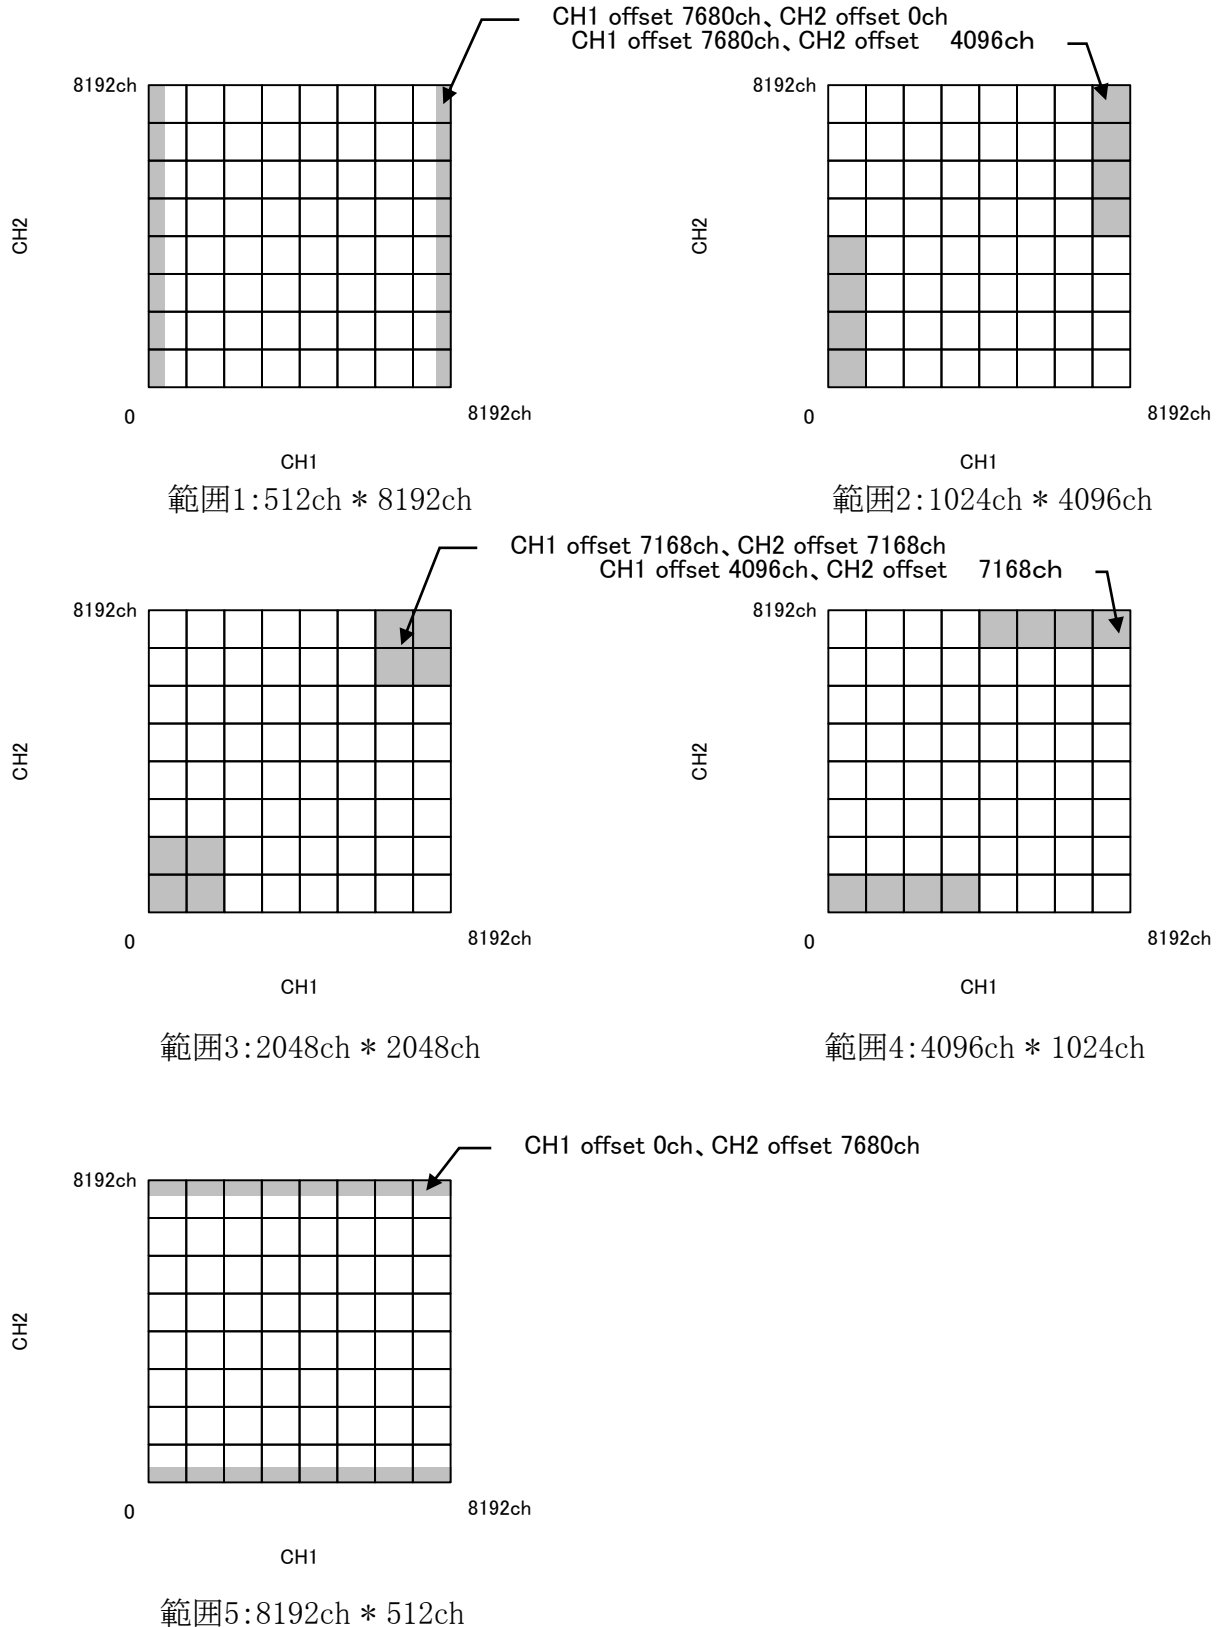 CH1 offset 7680ch、CH2 offset 0ch
CH1 offset 7680ch、CH2 offset 4096ch
8192ch
8192ch
CH2
CH2
0
8192ch
0
8192ch
CH1
CH1
範囲1:512ch * 8192ch
範囲2:1024ch * 4096ch
CH1 offset 7168ch、CH2 offset 7168ch
CH1 offset 4096ch、CH2 offset 7168ch
8192ch
8192ch
CH2
CH2
0
8192ch
0
8192ch
CH1
CH1
範囲3:2048ch * 2048ch
範囲4:4096ch * 1024ch
CH1 offset 0ch、CH2 offset 7680ch
8192ch
CH2
0
8192ch
CH1
範囲5:8192ch * 512ch